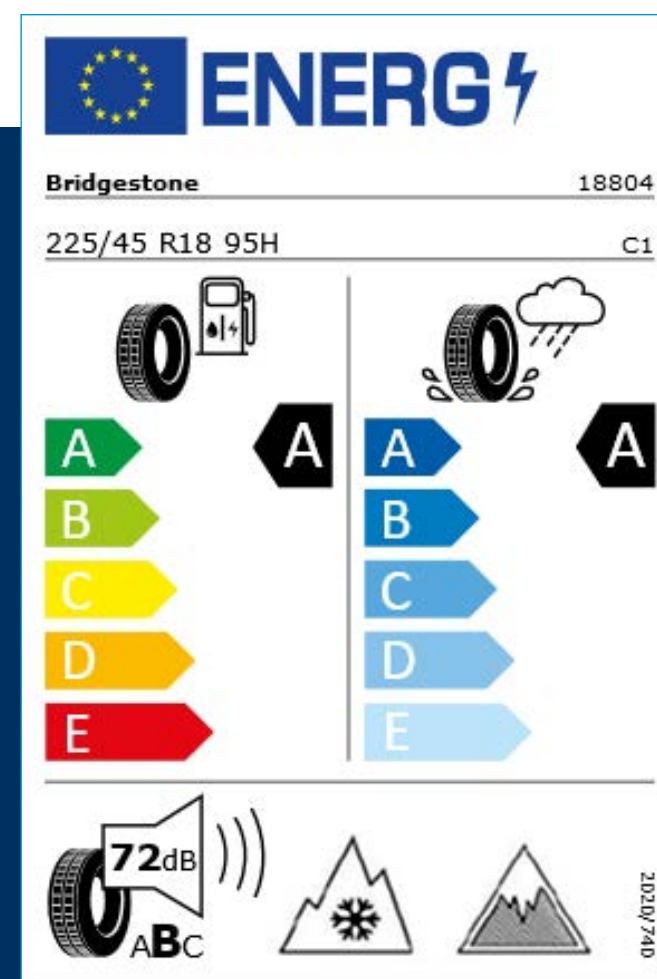 ENERG
Bridgestone 18804
225/45 R18 95H C1
A A A A
B B
C C
D D
E E
72dB
ABC
2020/740